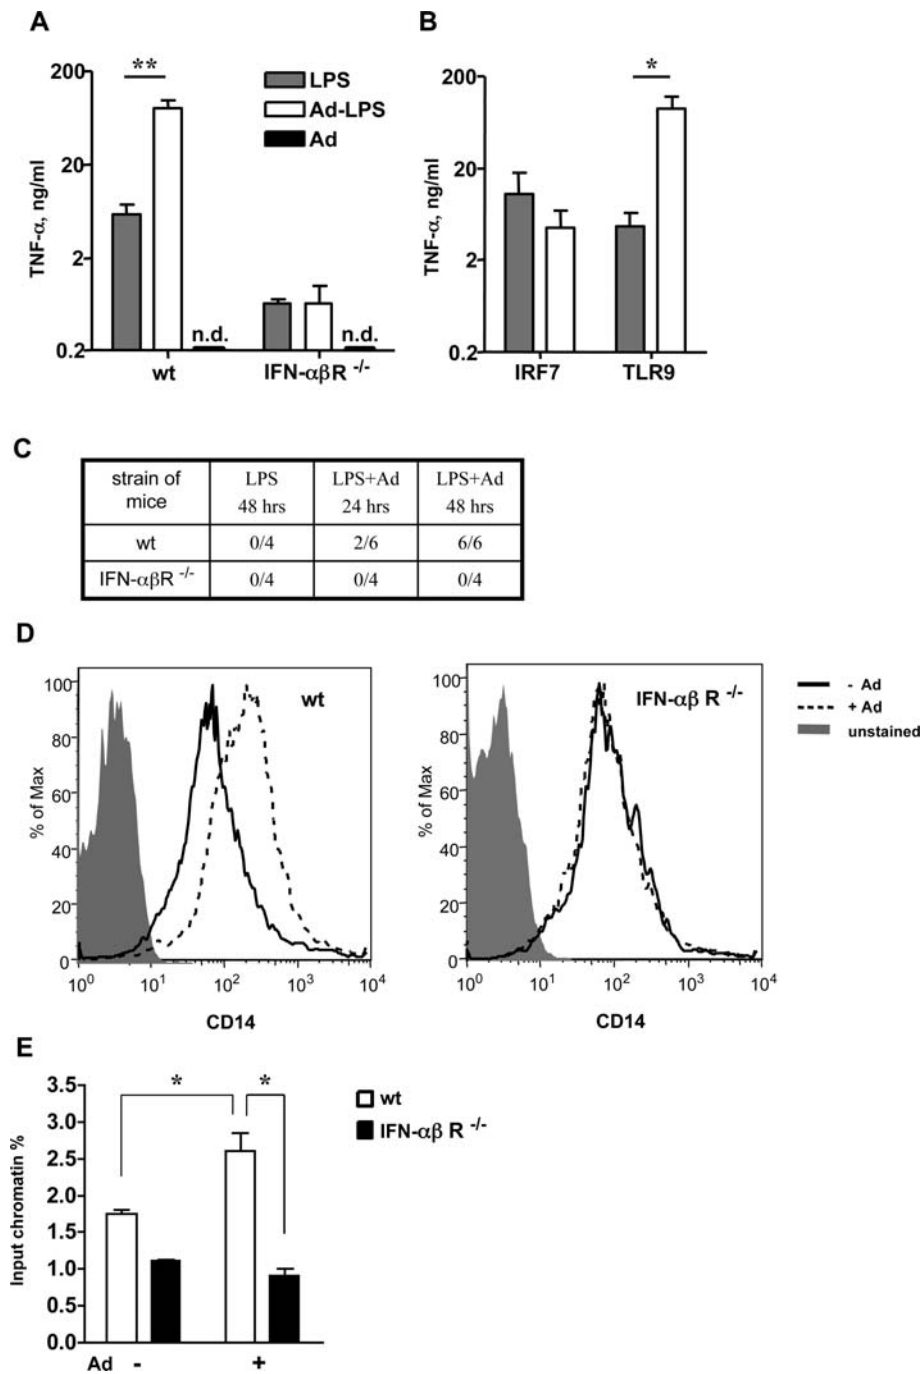 A
200
20
2
0.2
TNF-α, ng/ml
**
LPS
Ad-LPS
Ad
n.d.
n.d.
wt
IFN-αβR -/-
B
200
20
2
0.2
TNF-α, ng/ml
*
IRF7
TLR9
C
strain of mice
LPS 48 hrs
LPS+Ad 24 hrs
LPS+Ad 48 hrs
wt
0/4
2/6
6/6
IFN-αβR -/-
0/4
0/4
0/4
D
% of Max
100
80
60
40
20
0
wt
10^0 10^1 10^2 10^3 10^4
CD14
% of Max
100
80
60
40
20
0
IFN-αβ R -/-
10^0 10^1 10^2 10^3 10^4
CD14
- Ad
+ Ad
unstained
E
Input chromatin %
3.5
3.0
2.5
2.0
1.5
1.0
0.5
0.0
*
*
wt
IFN-αβ R -/-
Ad - +